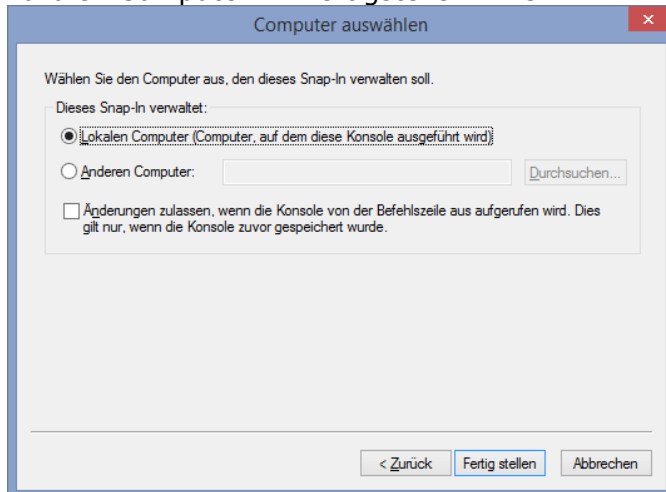 Computer auswählen
Wählen Sie den Computer aus, den dieses Snap-In verwalten soll.
Dieses Snap-In verwaltet:
Lokalen Computer (Computer, auf dem diese Konsole ausgeführt wird)
Anderen Computer: Durchsuchen...
Änderungen zulassen, wenn die Konsole von der Befehlszeile aus aufgerufen wird. Dies
gilt nur, wenn die Konsole zuvor gespeichert wurde.
< Zurück Fertig stellen Abbrechen